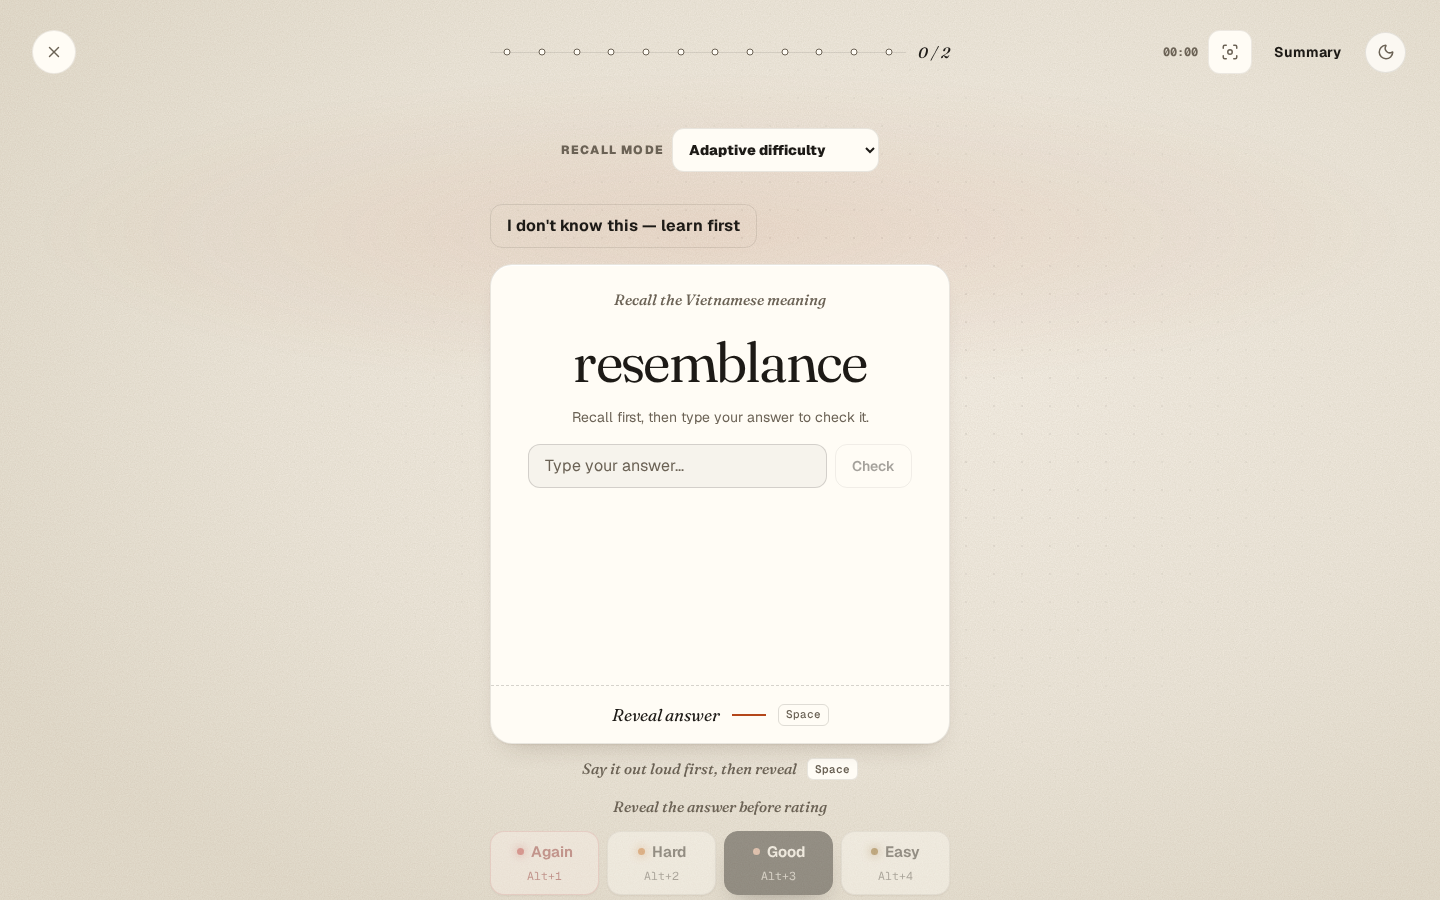 0 / 2
00:00
Summary
RECALL MODE
Adaptive difficulty
I don't know this — learn first
Recall the Vietnamese meaning
resemblance
Recall first, then type your answer to check it.
Type your answer...
Check
Reveal answer
Space
Say it out loud first, then reveal
Space
Reveal the answer before rating
Again
Hard
Good
Easy
Alt+1
Alt+2
Alt+3
Alt+4